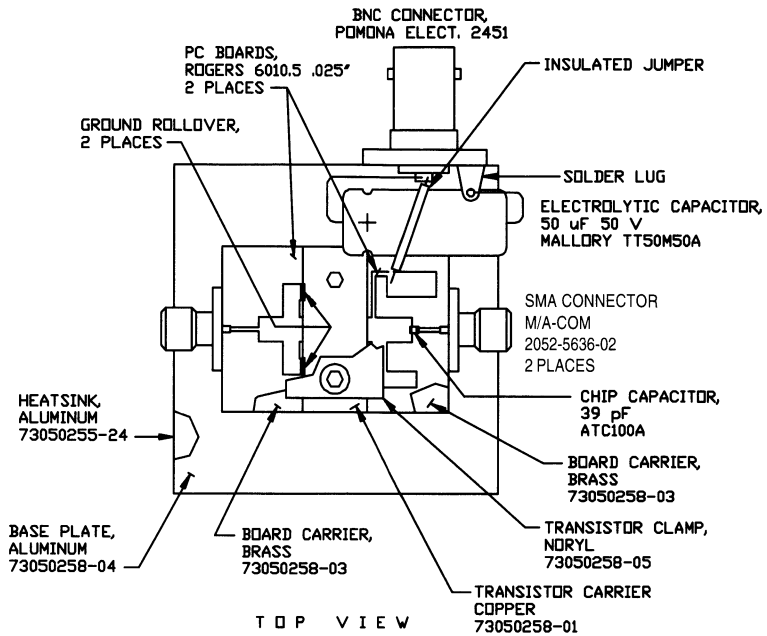 BNC CONNECTOR,
POMONA ELECT. 2451
PC BOARDS,
ROGERS 6010.5 .025"
2 PLACES
INSULATED JUMPER
GROUND ROLLOVER,
2 PLACES
SOLDER LUG
ELECTROLYTIC CAPACITOR,
50 uF 50 V
MALLORY TT50M50A
SMA CONNECTOR
M/A-COM
2052-5636-02
2 PLACES
HEATSINK,
ALUMINUM
73050255-24
CHIP CAPACITOR,
39 pF
ATC100A
BOARD CARRIER,
BRASS
73050258-03
BASE PLATE,
ALUMINUM
73050258-04
BOARD CARRIER,
BRASS
73050258-03
TRANSISTOR CLAMP,
NORYL
73050258-05
TRANSISTOR CARRIER
COPPER
73050258-01
TOP VIEW